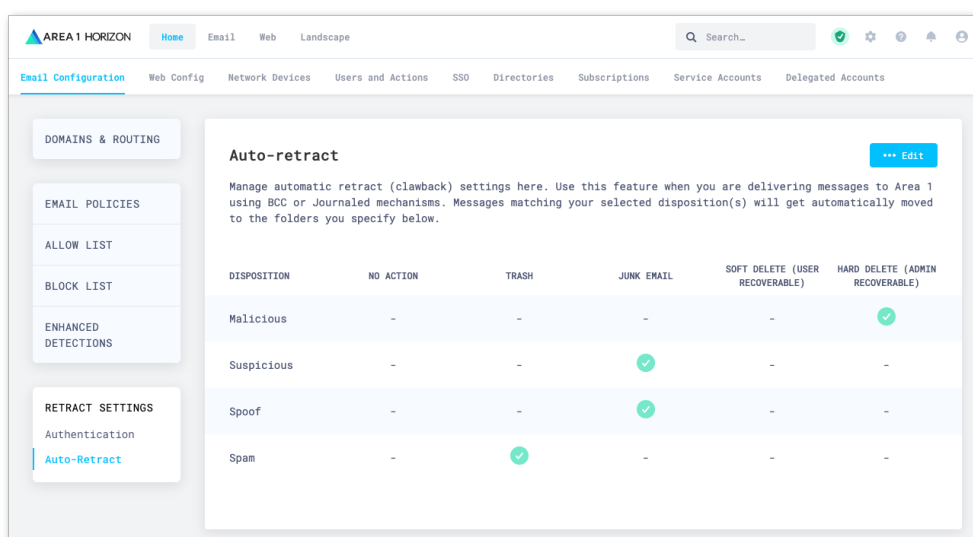 AREA 1 HORIZON Home Email Web Landscape Search…
Email Configuration Web Config Network Devices Users and Actions SSO Directories Subscriptions Service Accounts Delegated Accounts
DOMAINS & ROUTING
EMAIL POLICIES
ALLOW LIST
BLOCK LIST
ENHANCED
DETECTIONS
RETRACT SETTINGS
Authentication
Auto-Retract
Auto-retract
••• Edit
Manage automatic retract (clawback) settings here. Use this feature when you are delivering messages to Area 1
using BCC or Journaled mechanisms. Messages matching your selected disposition(s) will get automatically moved
to the folders you specify below.
DISPOSITION NO ACTION TRASH JUNK EMAIL SOFT DELETE (USER RECOVERABLE) HARD DELETE (ADMIN RECOVERABLE)
Malicious - - - -
Suspicious - - - -
Spoof - - - -
Spam - - - -